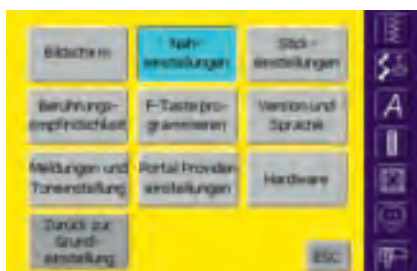 Bildschirm
Näh-
einstellungen
Stick-
einstellungen
Berührungs-
empfindlichkeit
F-Taste pro-
grammieren
Version und
Sprache
Meldungen und
Toneinstellung
Portal Provider-
einstellungen
Hardware
Zurück zur
Grund-
einstellung
ESC
A